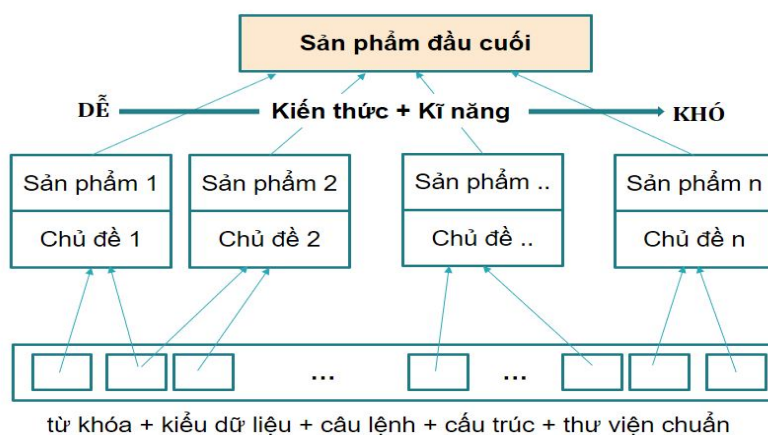 Sản phẩm đầu cuối
DỄ Kiến thức + Kĩ năng KHÓ
Sản phẩm 1 Sản phẩm 2 Sản phẩm .. Sản phẩm n
Chủ đề 1 Chủ đề 2 Chủ đề .. Chủ đề n
... ...
từ khóa + kiểu dữ liệu + câu lệnh + cấu trúc + thư viện chuẩn